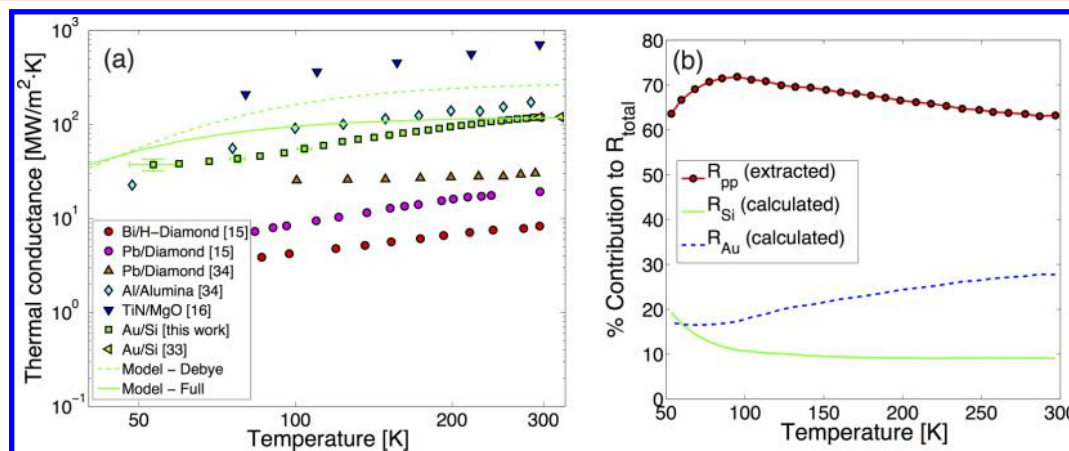 (a)
Thermal conductance [MW/m²·K]
10³
10²
10¹
10⁰
10⁻¹
Bi/H-Diamond [15]
Pb/Diamond [15]
Pb/Diamond [34]
Al/Alumina [34]
TiN/MgO [16]
Au/Si [this work]
Au/Si [33]
Model - Debye
Model - Full
50 100 200 300
Temperature [K]
(b)
% Contribution to R_total
80
70
60
50
40
30
20
10
0
R_pp (extracted)
R_Si (calculated)
R_Au (calculated)
50 100 150 200 250 300
Temperature [K]